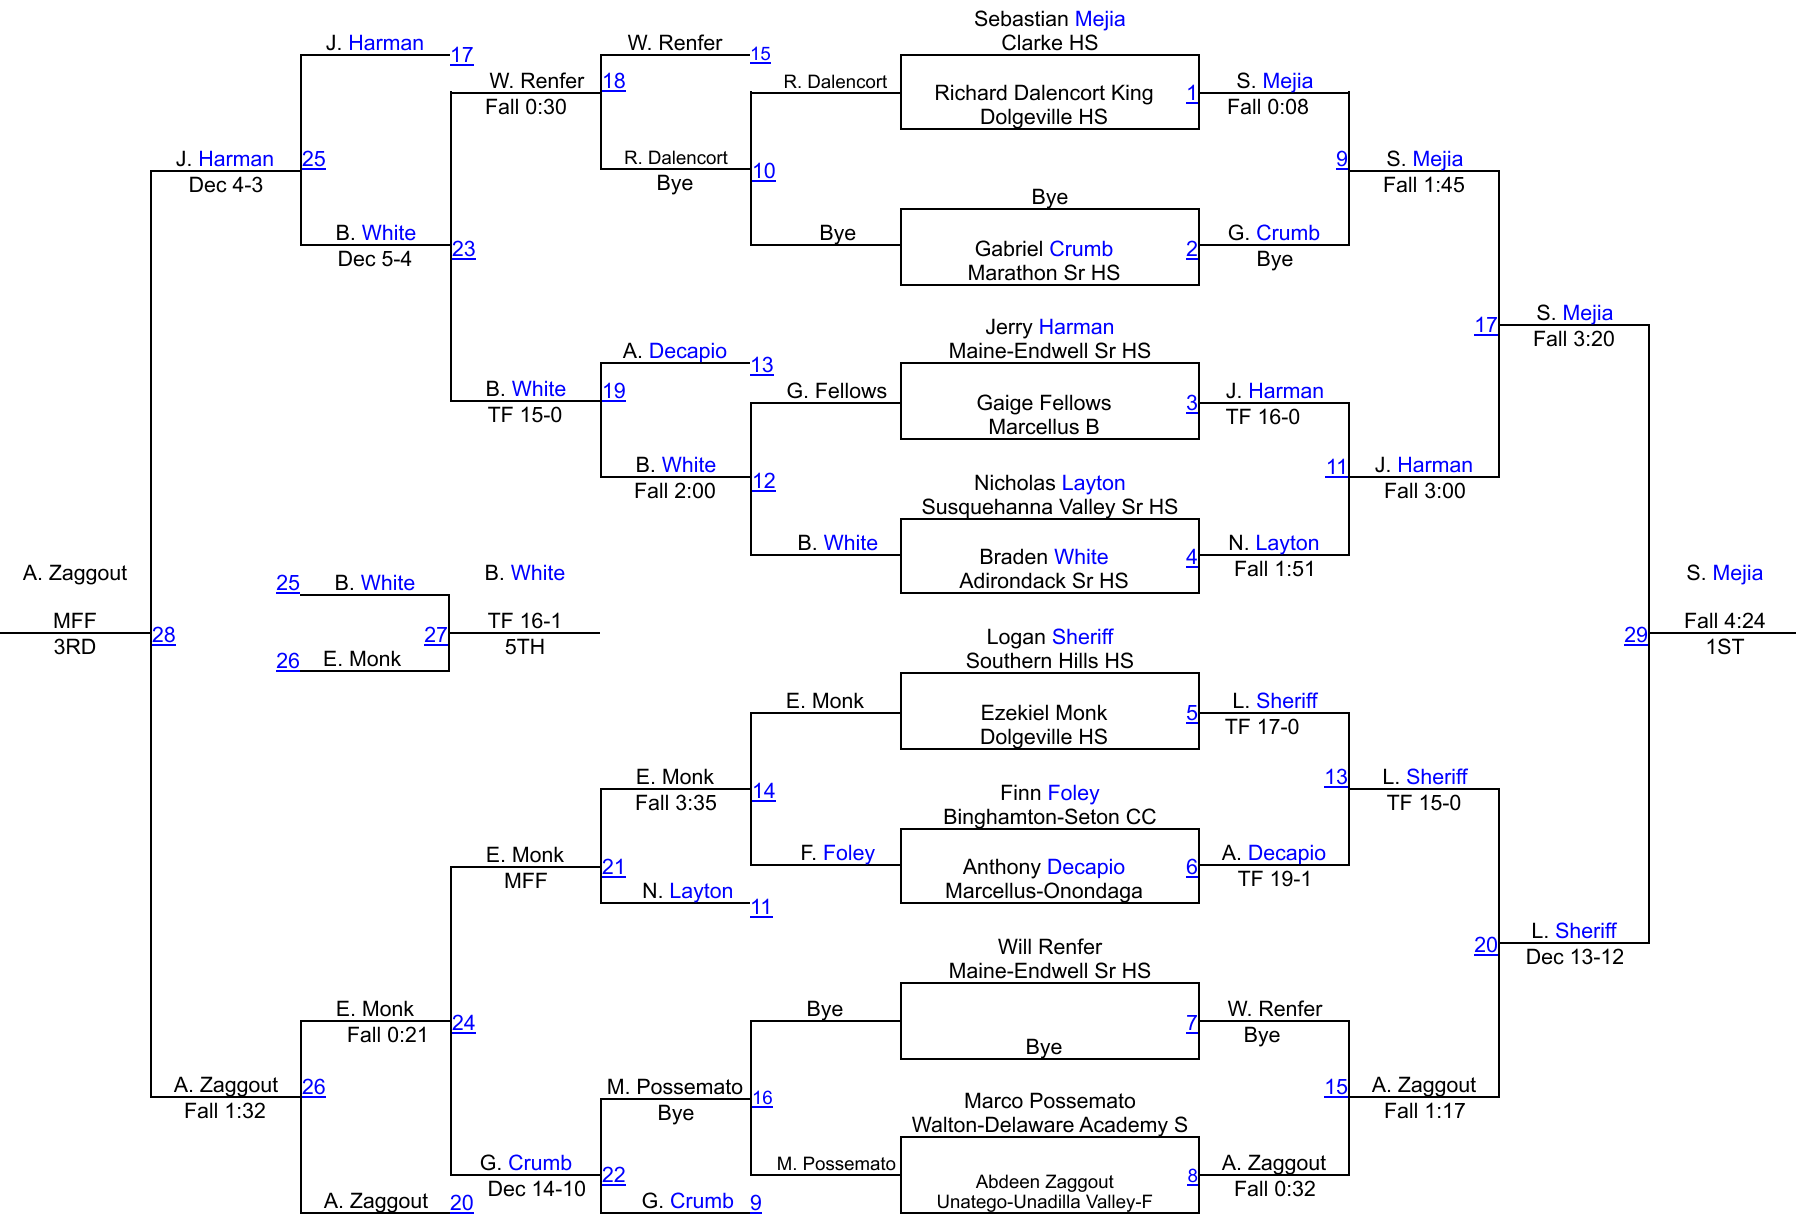 Sebastian Mejia
Clarke HS
J. Harman
17
W. Renfer
15
W. Renfer
18
Fall 0:30
R. Dalencort
Richard Dalencort King
Dolgeville HS
1
S. Mejia
Fall 0:08
J. Harman
25
Dec 4-3
R. Dalencort
10
Bye
9
S. Mejia
Fall 1:45
Bye
B. White
23
Dec 5-4
Bye
Gabriel Crumb
Marathon Sr HS
2
G. Crumb
Bye
Jerry Harman
Maine-Endwell Sr HS
17
S. Mejia
Fall 3:20
A. Decapio
13
B. White
19
TF 15-0
G. Fellows
Gaige Fellows
Marcellus B
3
J. Harman
TF 16-0
B. White
12
Fall 2:00
Nicholas Layton
Susquehanna Valley Sr HS
11
J. Harman
Fall 3:00
B. White
Braden White
Adirondack Sr HS
4
N. Layton
Fall 1:51
A. Zaggout
MFF
3RD
28
25
B. White
27
26
E. Monk
B. White
TF 16-1
5TH
29
S. Mejia
Fall 4:24
1ST
Logan Sheriff
Southern Hills HS
E. Monk
Ezekiel Monk
Dolgeville HS
5
L. Sheriff
TF 17-0
E. Monk
14
Fall 3:35
Finn Foley
Binghamton-Seton CC
13
L. Sheriff
TF 15-0
E. Monk
21
MFF
F. Foley
Anthony Decapio
Marcellus-Onondaga
6
A. Decapio
TF 19-1
N. Layton
11
Will Renfer
Maine-Endwell Sr HS
20
L. Sheriff
Dec 13-12
E. Monk
24
Fall 0:21
Bye
7
Bye
W. Renfer
Bye
A. Zaggout
26
Fall 1:32
M. Possemato
16
Bye
Marco Possemato
Walton-Delaware Academy S
15
A. Zaggout
Fall 1:17
G. Crumb
22
Dec 14-10
M. Possemato
Abdeen Zaggout
Unatego-Unadilla Valley-F
8
A. Zaggout
Fall 0:32
A. Zaggout
20
G. Crumb
9